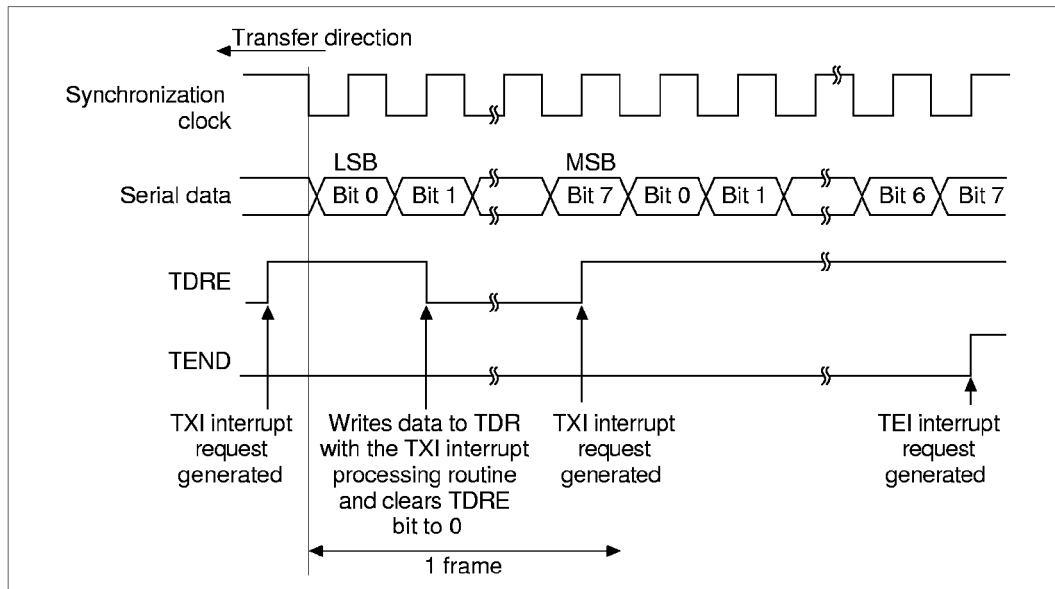 Transfer direction
Synchronization
clock
LSB
MSB
Serial data
Bit 0
Bit 1
Bit 7
Bit 0
Bit 1
Bit 6
Bit 7
TDRE
TEND
TXI interrupt
request
generated
Writes data to TDR
with the TXI interrupt
processing routine
and clears TDRE
bit to 0
TXI interrupt
request
generated
TEI interrupt
request
generated
1 frame